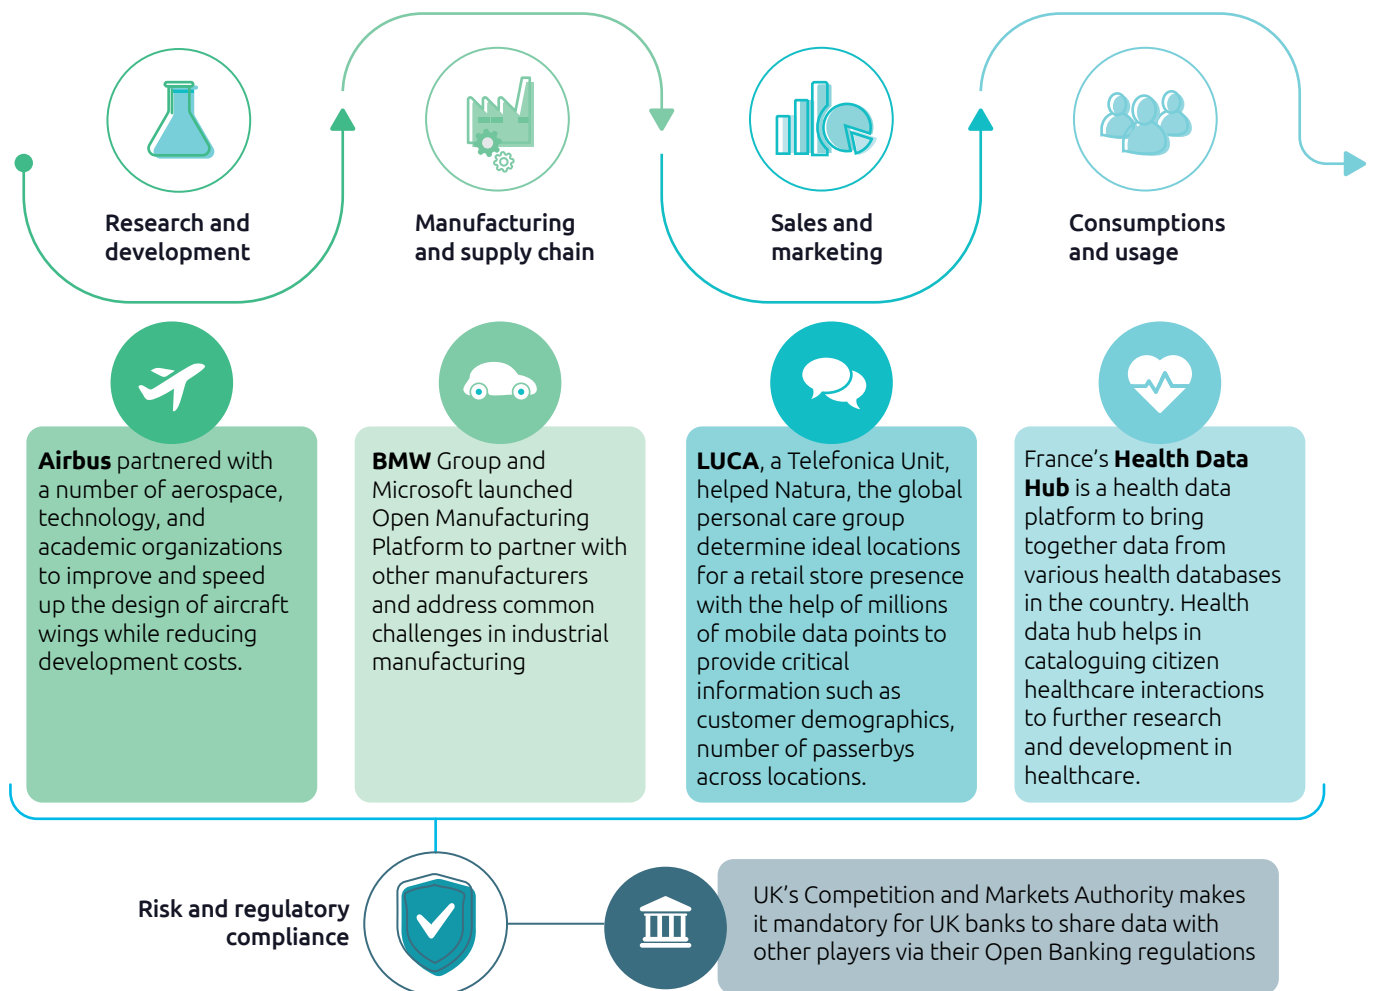 Research and
development
Manufacturing
and supply chain
Sales and
marketing
Consumptions
and usage
Airbus partnered with
a number of aerospace,
technology, and
academic organizations
to improve and speed
up the design of aircraft
wings while reducing
development costs.
BMW Group and
Microsoft launched
Open Manufacturing
Platform to partner with
other manufacturers
and address common
challenges in industrial
manufacturing
LUCA, a Telefonica Unit,
helped Natura, the global
personal care group
determine ideal locations
for a retail store presence
with the help of millions
of mobile data points to
provide critical
information such as
customer demographics,
number of passerbys
across locations.
France’s Health Data
Hub is a health data
platform to bring
together data from
various health databases
in the country. Health
data hub helps in
cataloguing citizen
healthcare interactions
to further research
and development in
healthcare.
Risk and regulatory
compliance
UK’s Competition and Markets Authority makes
it mandatory for UK banks to share data with
other players via their Open Banking regulations